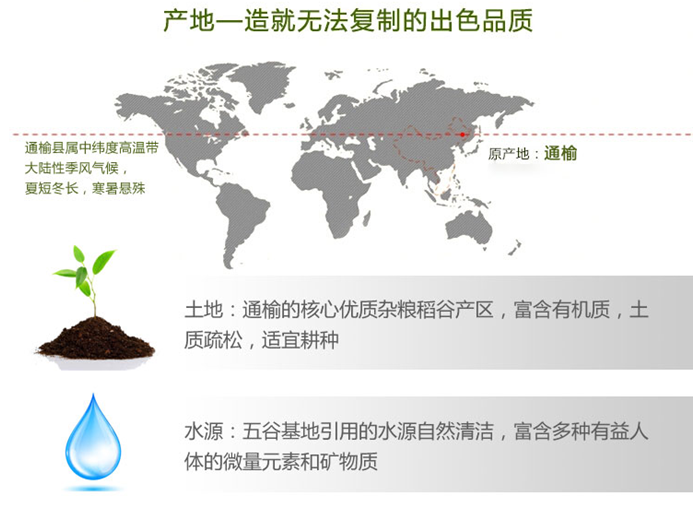 产地—造就无法复制的出色品质
通榆县属中纬度高温带
大陆性季风气候，
夏短冬长，寒暑悬殊
原产地：通榆
土地：通榆的核心优质杂粮稻谷产区，富含有机质，土
质疏松，适宜耕种
水源：五谷基地引用的水源自然清洁，富含多种有益人
体的微量元素和矿物质